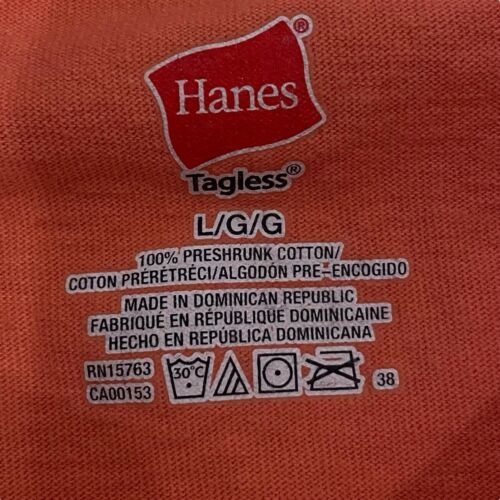 Hanes®
Tagless®
L/G/G
100% PRESHRUNK COTTON/
COTON PRÉRÉTRÉCI/ALGODÓN PRE-ENCOGIDO
MADE IN DOMINICAN REPUBLIC
FABRIQUÉ EN RÉPUBLIQUE DOMINICAINE
HECHO EN REPÚBLICA DOMINICANA
RN15763
CA00153
30°C
38